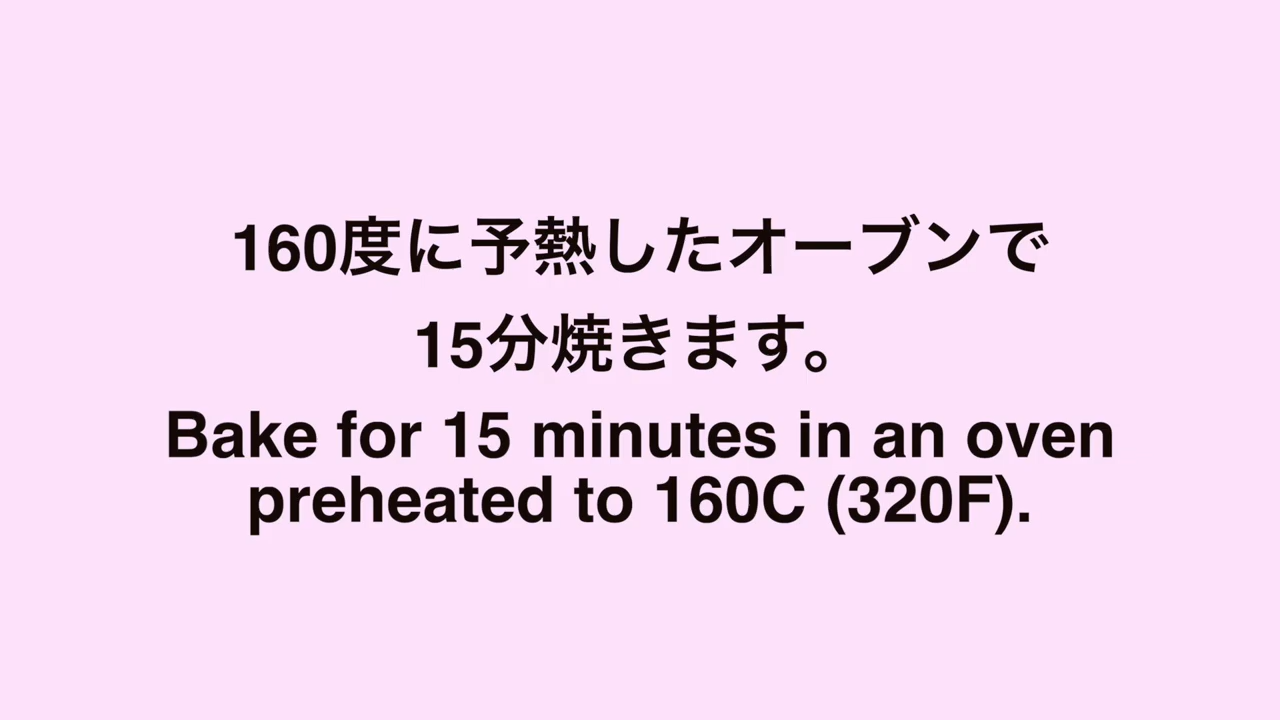 160度に予熱したオーブンで
15分焼きます。
Bake for 15 minutes in an oven
preheated to 160C (320F).